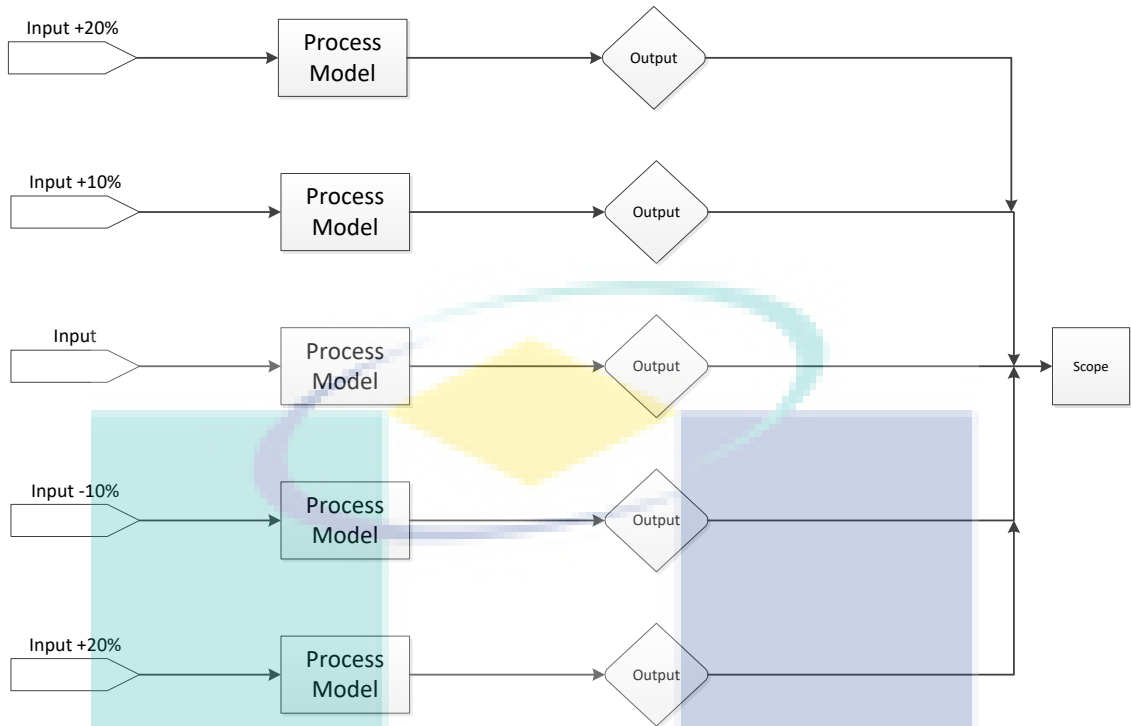 Input +20%
Process
Model
Output
Input +10%
Process
Model
Output
Input
Process
Model
Output
Scope
Input -10%
Process
Model
Output
Input +20%
Process
Model
Output